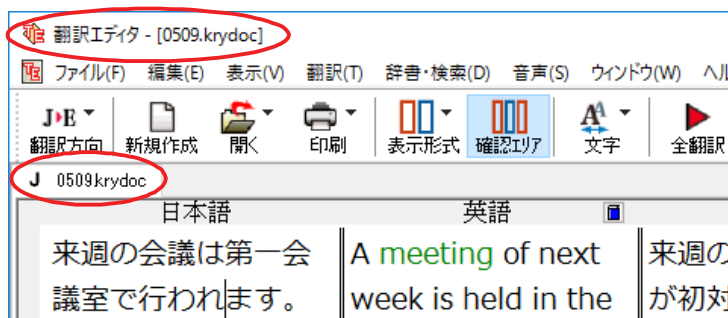 翻訳エディタ - [0509.krydoc]
ファイル(F) 編集(E) 表示(V) 翻訳(T) 辞書・検索(D) 音声(S) ウィンドウ(W) ヘル
J▸E
翻訳方向 新規作成 開く 印刷 表示形式 確認エリア 文字 全翻訳
J 0509.krydoc
日本語 英語
来週の会議は第一会 A meeting of next 来週の
議室で行われます。 week is held in the が初対